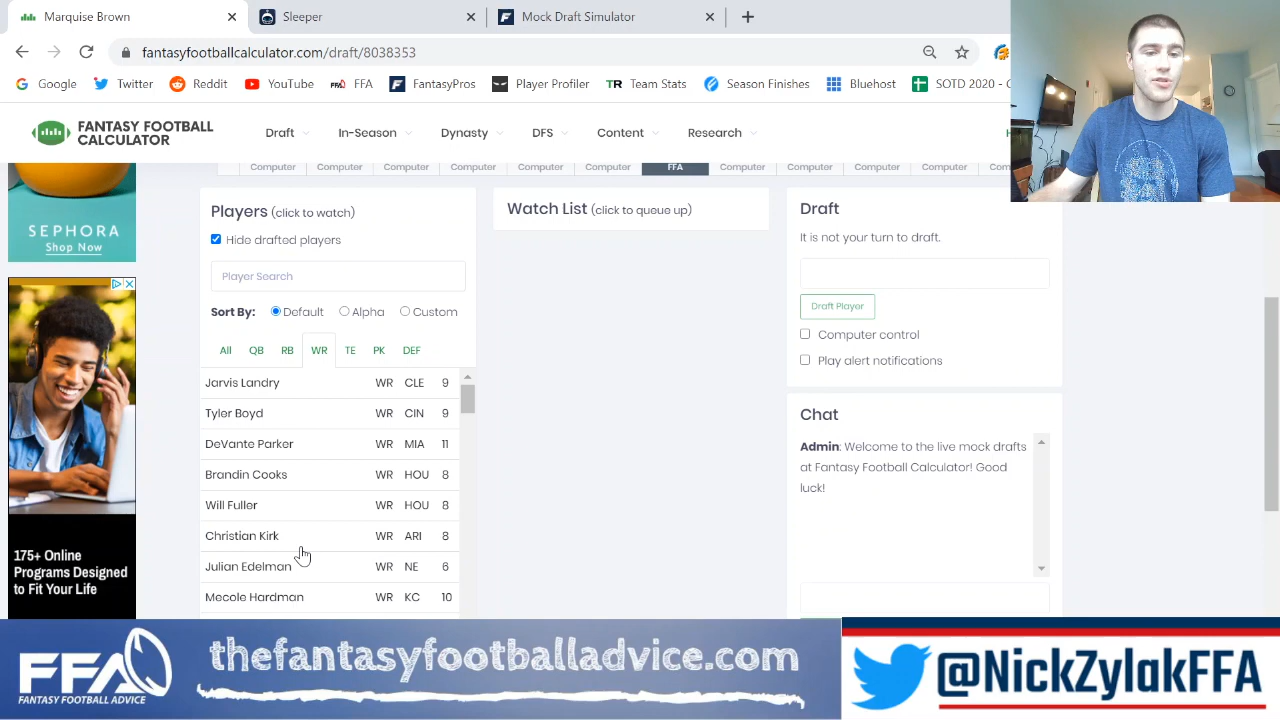 Marquise Brown
Sleeper
Mock Draft Simulator
fantasyfootballcalculator.com/draft/8038353
Google Twitter Reddit YouTube FFA FantasyPros Player Profiler TR Team Stats Season Finishes Bluehost SOTD 2020 -
FANTASY FOOTBALL
CALCULATOR
Draft In-Season Dynasty DFS Content Research
Computer Computer Computer Computer Computer Computer FFA Computer Computer Computer Computer
Players (click to watch)
Hide drafted players
Player Search
Sort By: Default Alpha Custom
All QB RB WR TE PK DEF
Jarvis Landry WR CLE 9
Tyler Boyd WR CIN 9
DeVante Parker WR MIA 11
Brandin Cooks WR HOU 8
Will Fuller WR HOU 8
Christian Kirk WR ARI 8
Julian Edelman WR NE 6
Mecole Hardman WR KC 10
Watch List (click to queue up)
Draft
It is not your turn to draft.
Draft Player
Computer control
Play alert notifications
Chat
Admin: Welcome to the live mock drafts
at Fantasy Football Calculator! Good
luck!
SEPHORA
Shop Now
175+ Online
Programs Designed
to Fit Your Life
FFA
FANTASY FOOTBALL ADVICE
thefantasyfootballadvice.com
@NickZylakFFA